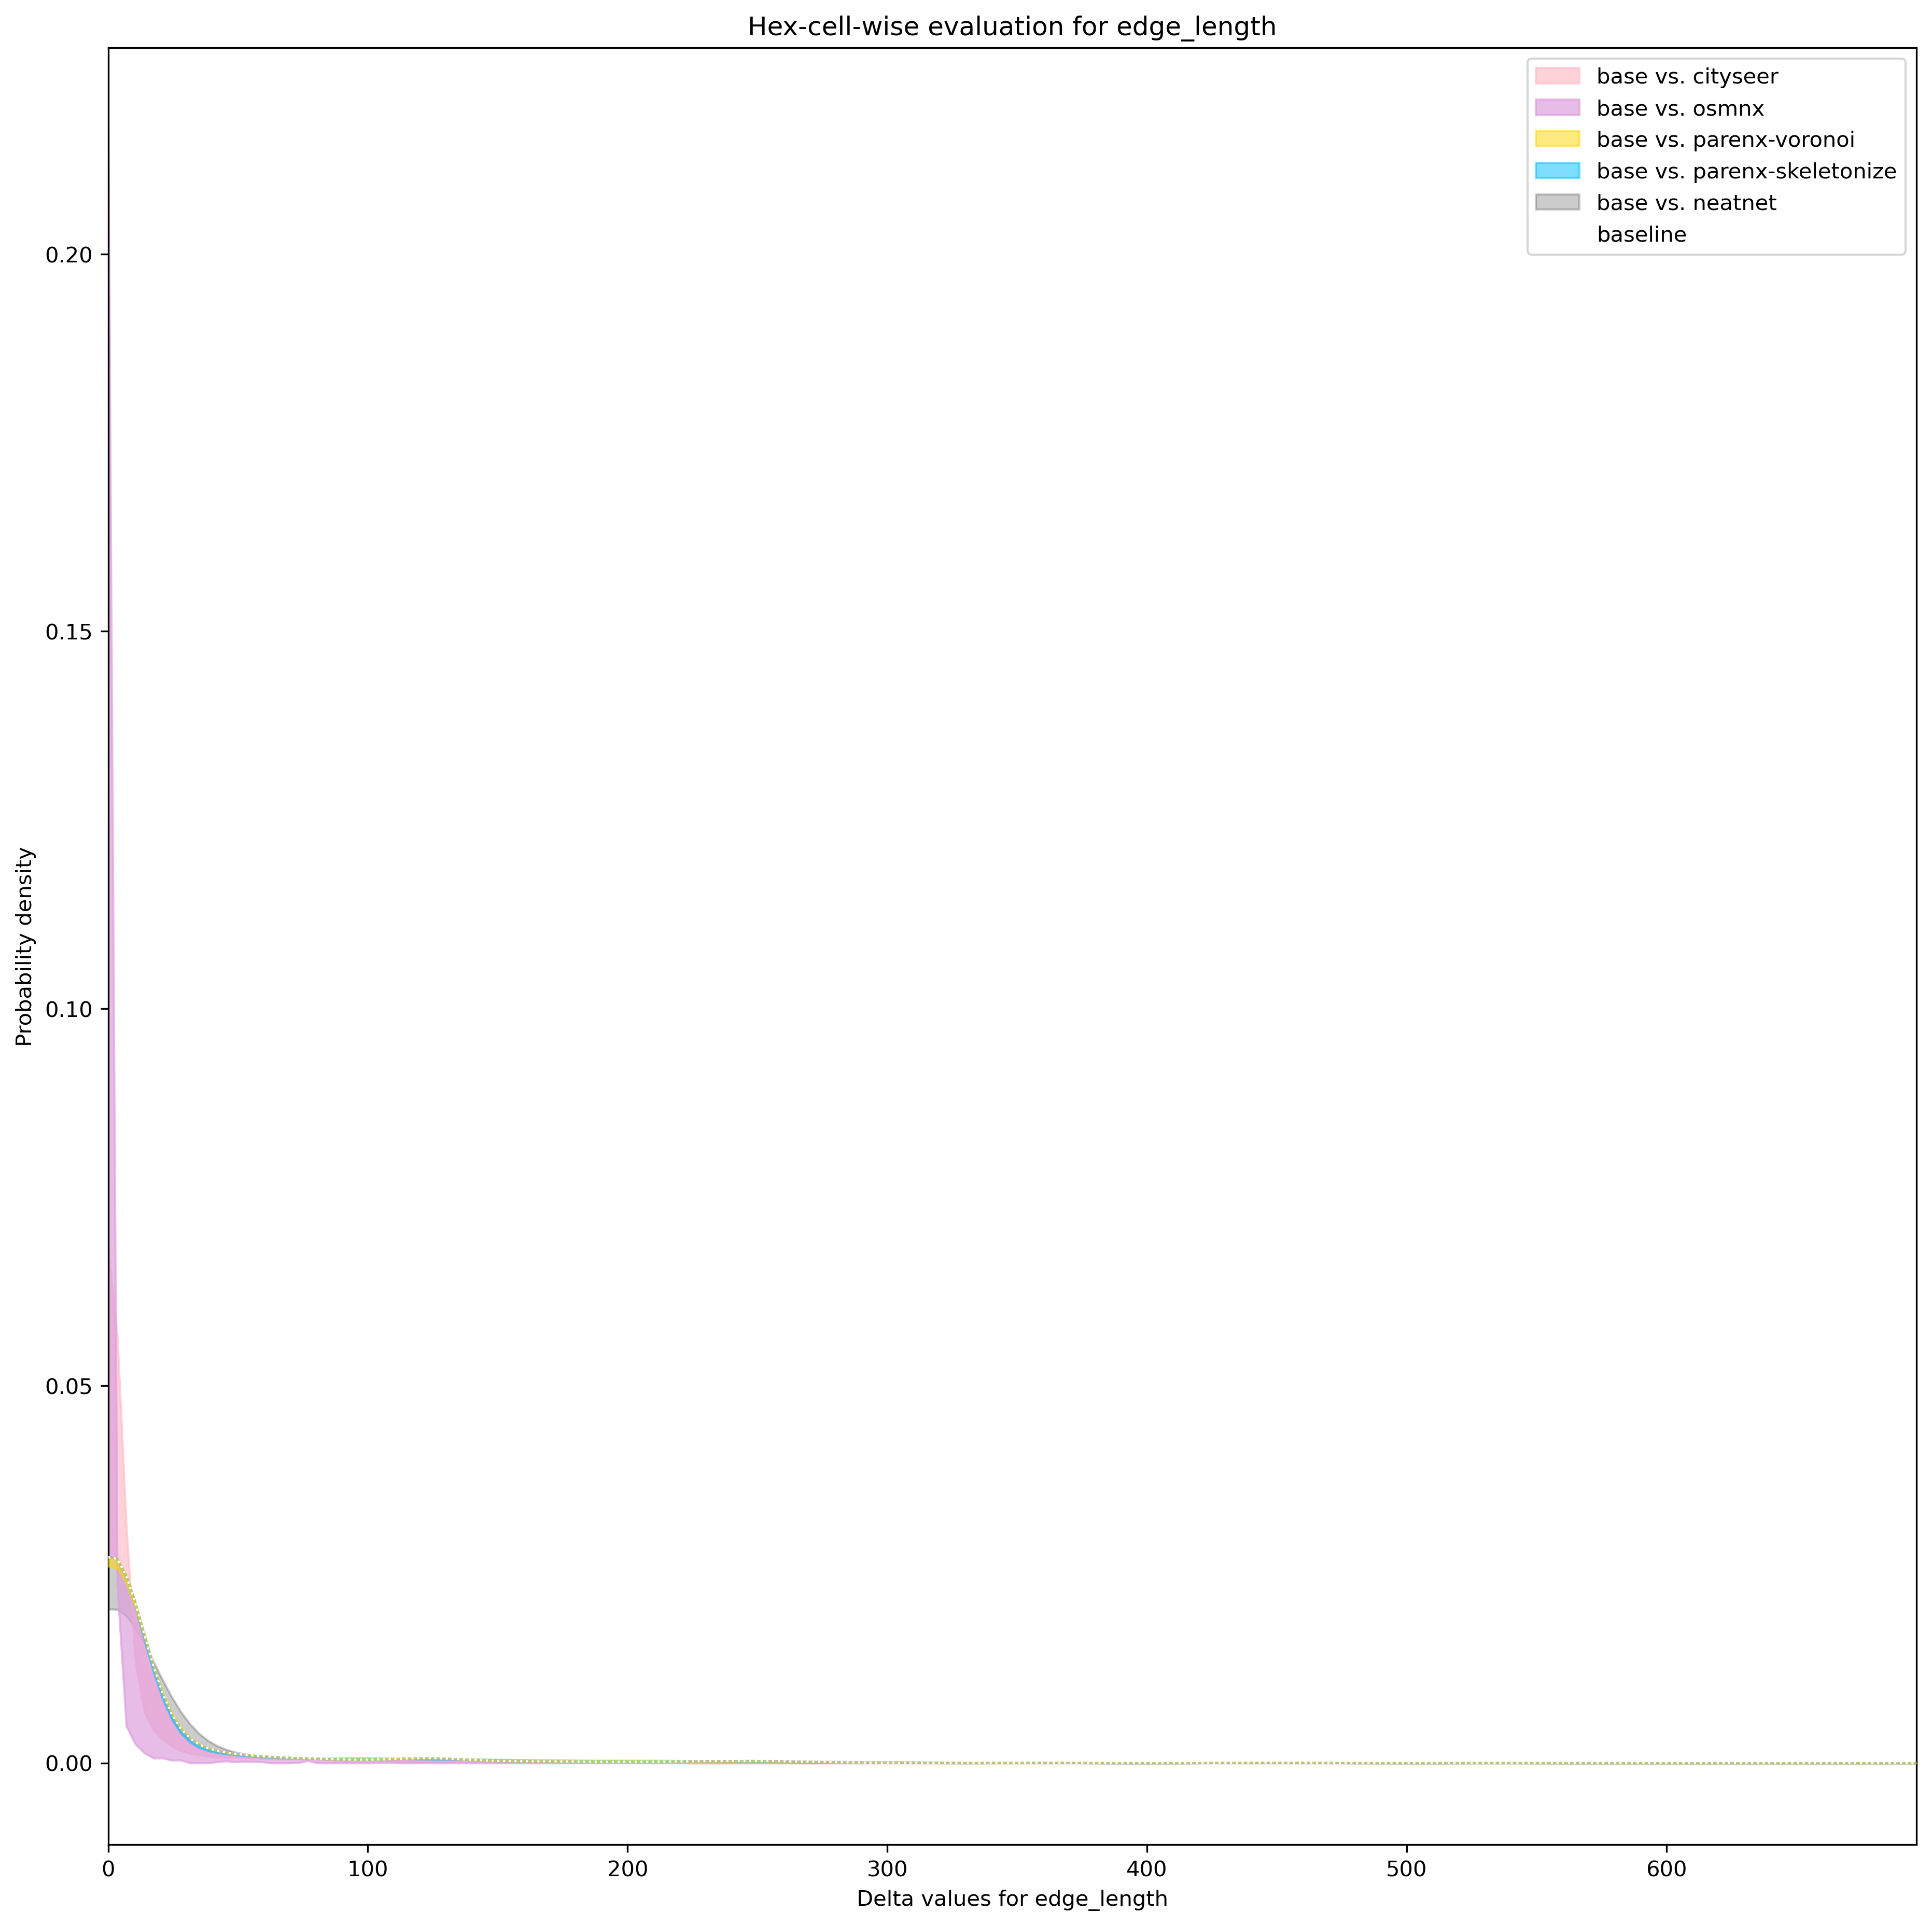 Hex-cell-wise evaluation for edge_length
base vs. cityseer
base vs. osmnx
base vs. parenx-voronoi
base vs. parenx-skeletonize
base vs. neatnet
baseline
Probability density
0.20
0.15
0.10
0.05
0.00
0 100 200 300 400 500 600
Delta values for edge_length